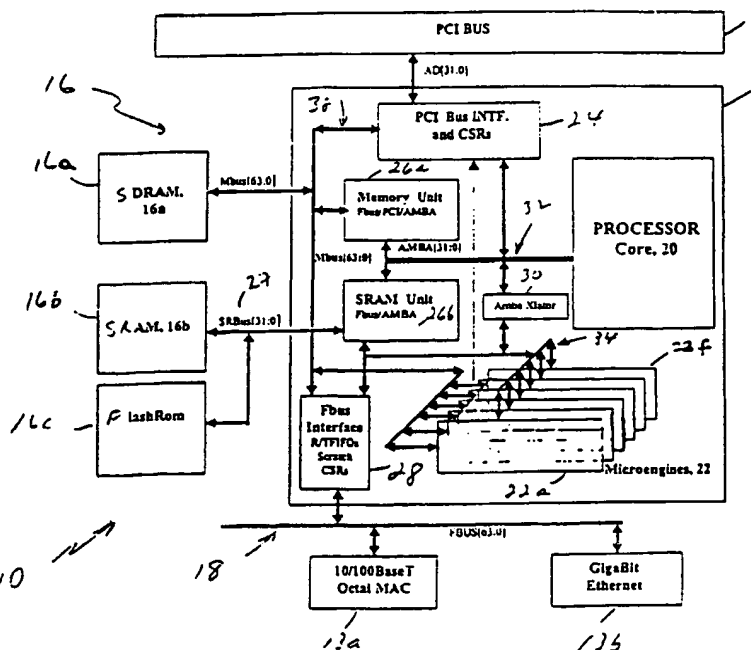 PCI BUS
AD[31:0]
16
38
PCI Bus INTF.
and CSRs
24
16a
SDRAM.
16a
Mbus[63:0]
26a
Memory Unit
Fbus/PCI/AMBA
32
PROCESSOR
Core, 20
AMBA[31:0]
Mbus[63:0]
30
16b
27
SRAM Unit
Fbus/AMBA
26b
Amba Xlator
SRAM. 16b
SRBus[31:0]
34
22f
16c
FlashRom
Fbus
Interface
R/TFIFOs
Scratch
CSRs
28
22a
Microengines, 22
10
18
FBUS[63:0]
10/100BaseT
Octal MAC
GigaBit
Ethernet
13a
13b